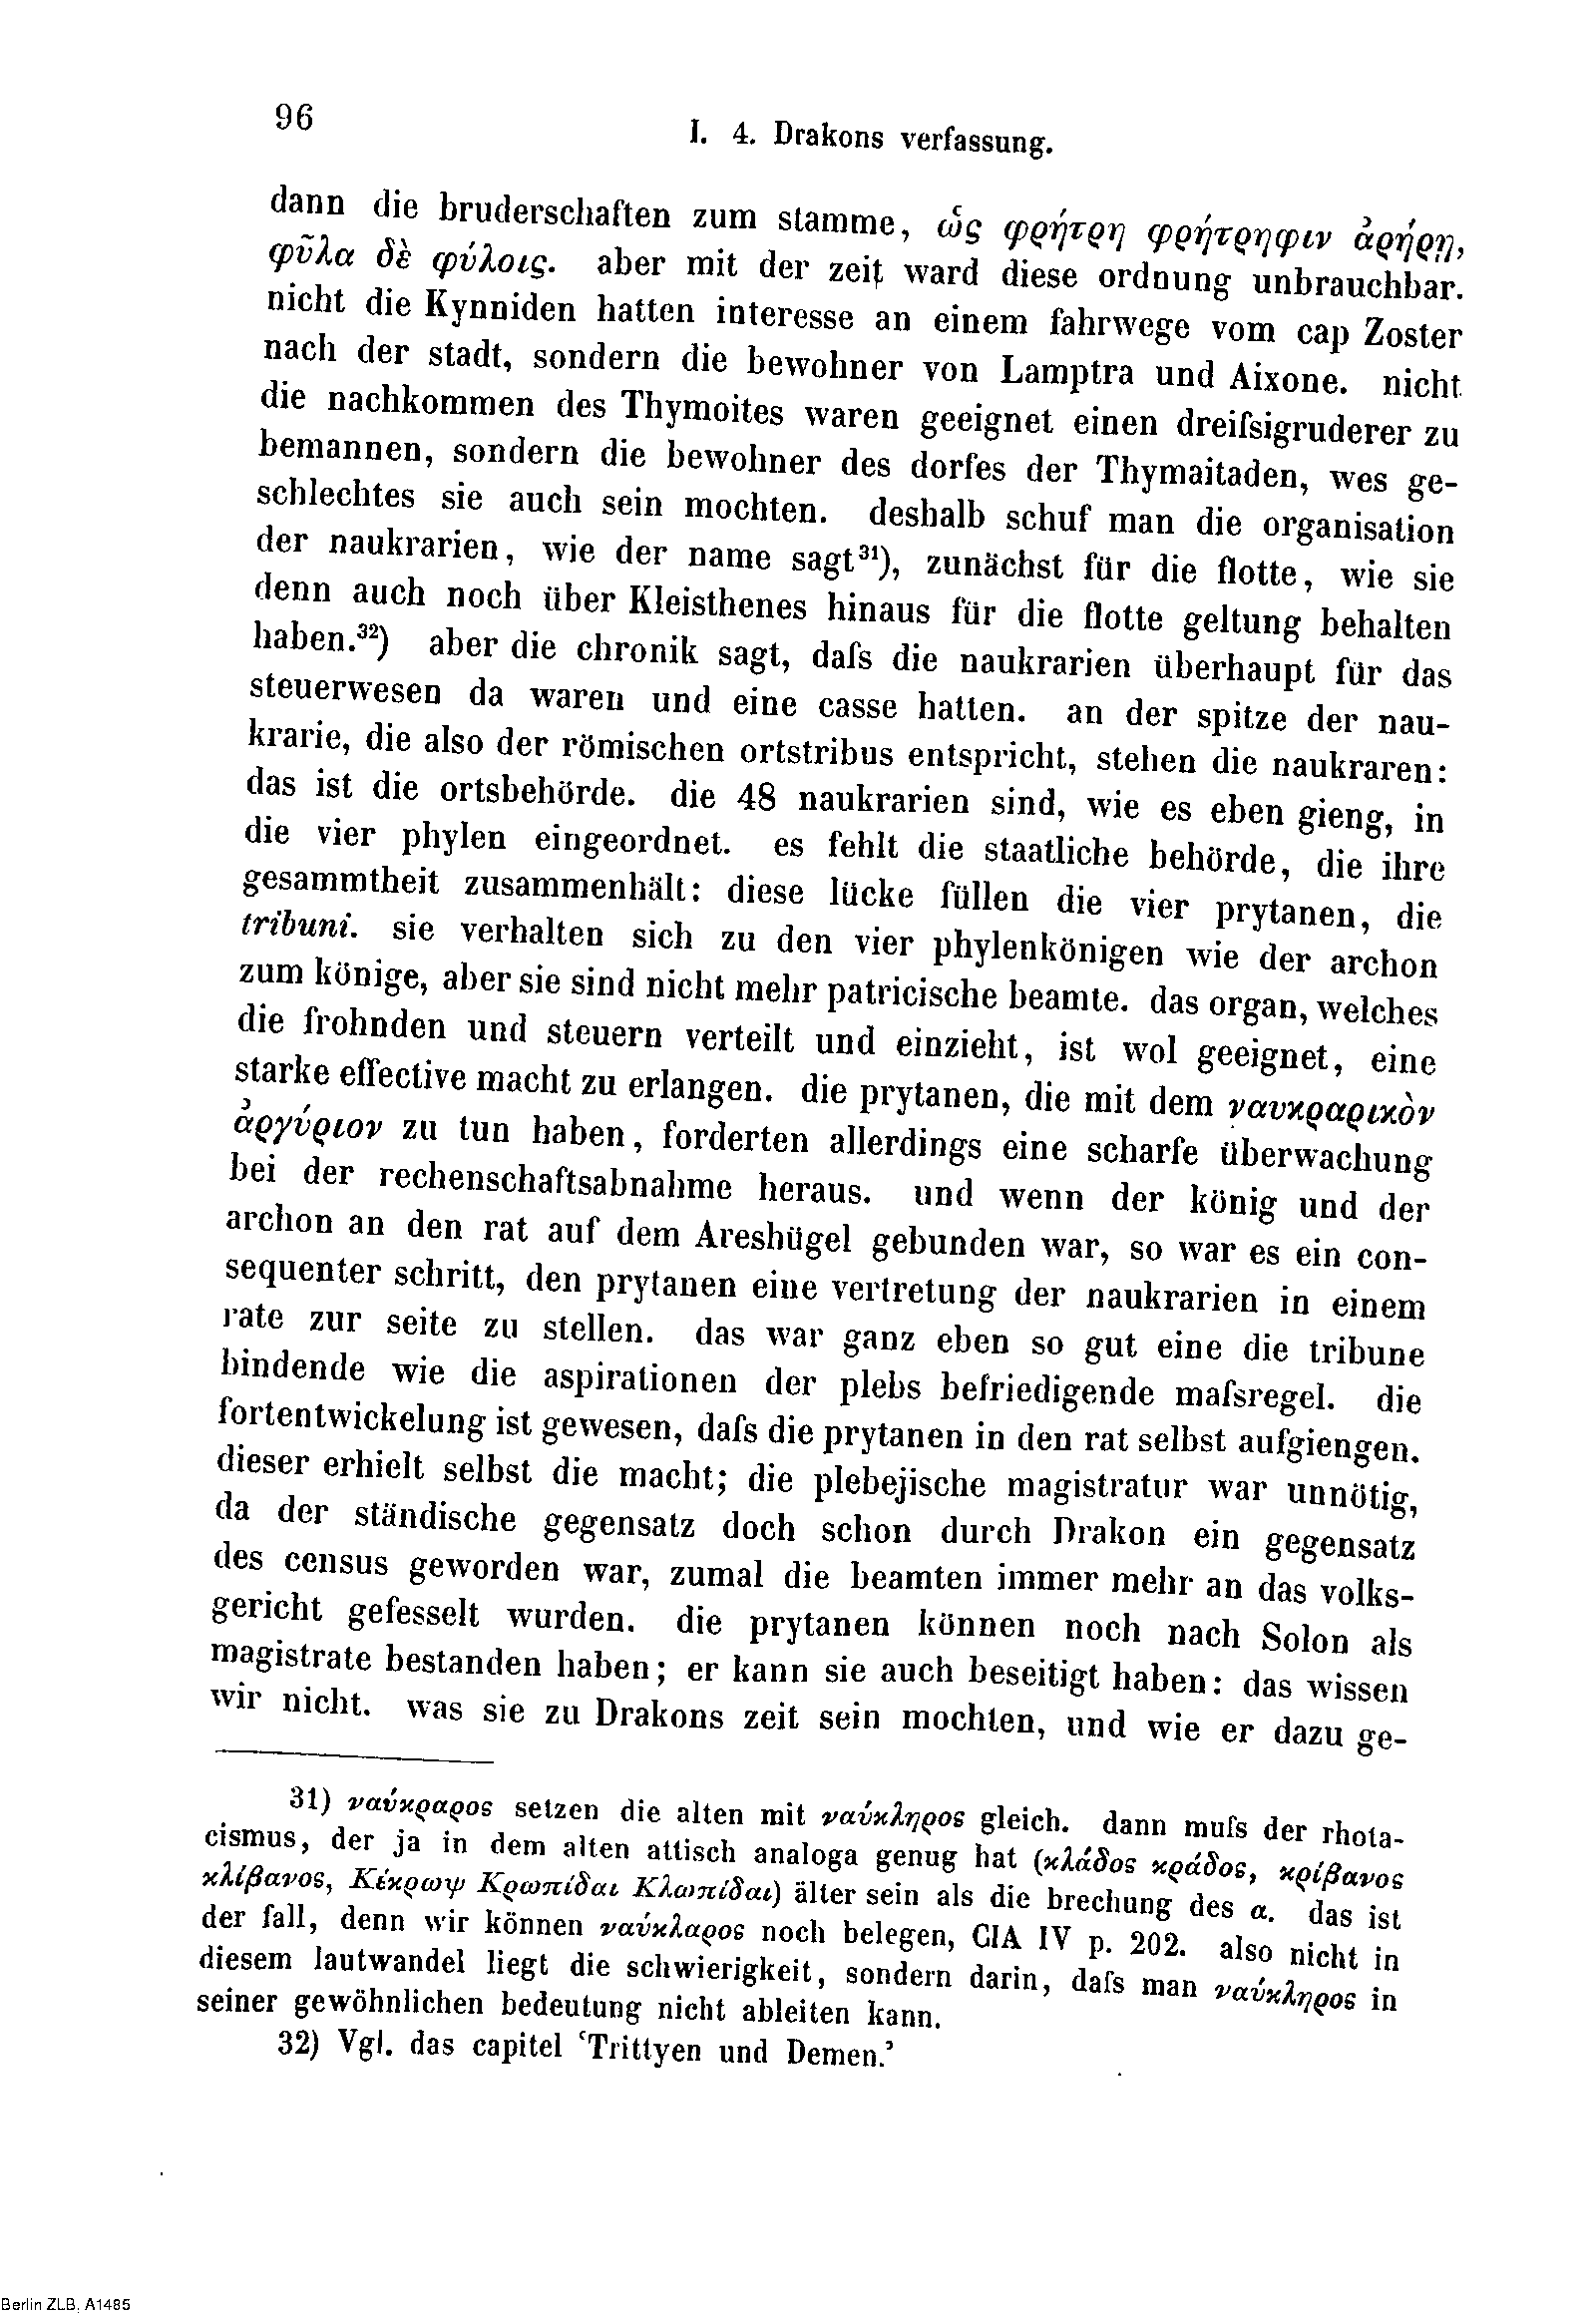 96
I. 4. Drakons verfassung.
dann die bruderschaften zum stamme, ὡς φρήτρη φρήτρηφιν ἀρήρῃ,
φῦλα δὲ φύλοις. aber mit der zeit ward diese ordnung unbrauchbar.
nicht die Kynniden hatten interesse an einem fahrwege vom cap Zoster
nach der stadt, sondern die bewohner von Lamptra und Aixone. nicht
die nachkommen des Thymoites waren geeignet einen dreiſsigruderer zu
bemannen, sondern die bewohner des dorfes der Thymaitaden, wes ge-
schlechtes sie auch sein mochten. deshalb schuf man die organisation
der naukrarien, wie der name sagt³¹), zunächst für die flotte, wie sie
denn auch noch über Kleisthenes hinaus für die flotte geltung behalten
haben.³²) aber die chronik sagt, daſs die naukrarien überhaupt für das
steuerwesen da waren und eine casse hatten. an der spitze der nau-
krarie, die also der römischen ortstribus entspricht, stehen die naukraren:
das ist die ortsbehörde. die 48 naukrarien sind, wie es eben gieng, in
die vier phylen eingeordnet. es fehlt die staatliche behörde, die ihre
gesammtheit zusammenhält: diese lücke füllen die vier prytanen, die
tribuni. sie verhalten sich zu den vier phylenkönigen wie der archon
zum könige, aber sie sind nicht mehr patricische beamte. das organ, welches
die frohnden und steuern verteilt und einzieht, ist wol geeignet, eine
starke effective macht zu erlangen. die prytanen, die mit dem ναυκραρικὸν
ἀργύριον zu tun haben, forderten allerdings eine scharfe überwachung
bei der rechenschaftsabnahme heraus. und wenn der könig und der
archon an den rat auf dem Areshügel gebunden war, so war es ein con-
sequenter schritt, den prytanen eine vertretung der naukrarien in einem
rate zur seite zu stellen. das war ganz eben so gut eine die tribune
bindende wie die aspirationen der plebs befriedigende maſsregel. die
fortentwickelung ist gewesen, daſs die prytanen in den rat selbst aufgiengen.
dieser erhielt selbst die macht; die plebejische magistratur war unnötig,
da der ständische gegensatz doch schon durch Drakon ein gegensatz
des census geworden war, zumal die beamten immer mehr an das volks-
gericht gefesselt wurden. die prytanen können noch nach Solon als
magistrate bestanden haben; er kann sie auch beseitigt haben: das wissen
wir nicht. was sie zu Drakons zeit sein mochten, und wie er dazu ge-
31) ναύκραρος setzen die alten mit ναύκληρος gleich. dann muſs der rhota-
cismus, der ja in dem alten attisch analoga genug hat (κλάδος κράδος, κρίβανος
κλίβανος, Κέκρωψ Κρωπίδαι Κλωπίδαι) älter sein als die brechung des α. das ist
der fall, denn wir können ναύκλαρος noch belegen, CIA IV p. 202. also nicht in
diesem lautwandel liegt die schwierigkeit, sondern darin, daſs man ναύκληρος in
seiner gewöhnlichen bedeutung nicht ableiten kann.
32) Vgl. das capitel ‘Trittyen und Demen.’
Berlin ZLB, A1485